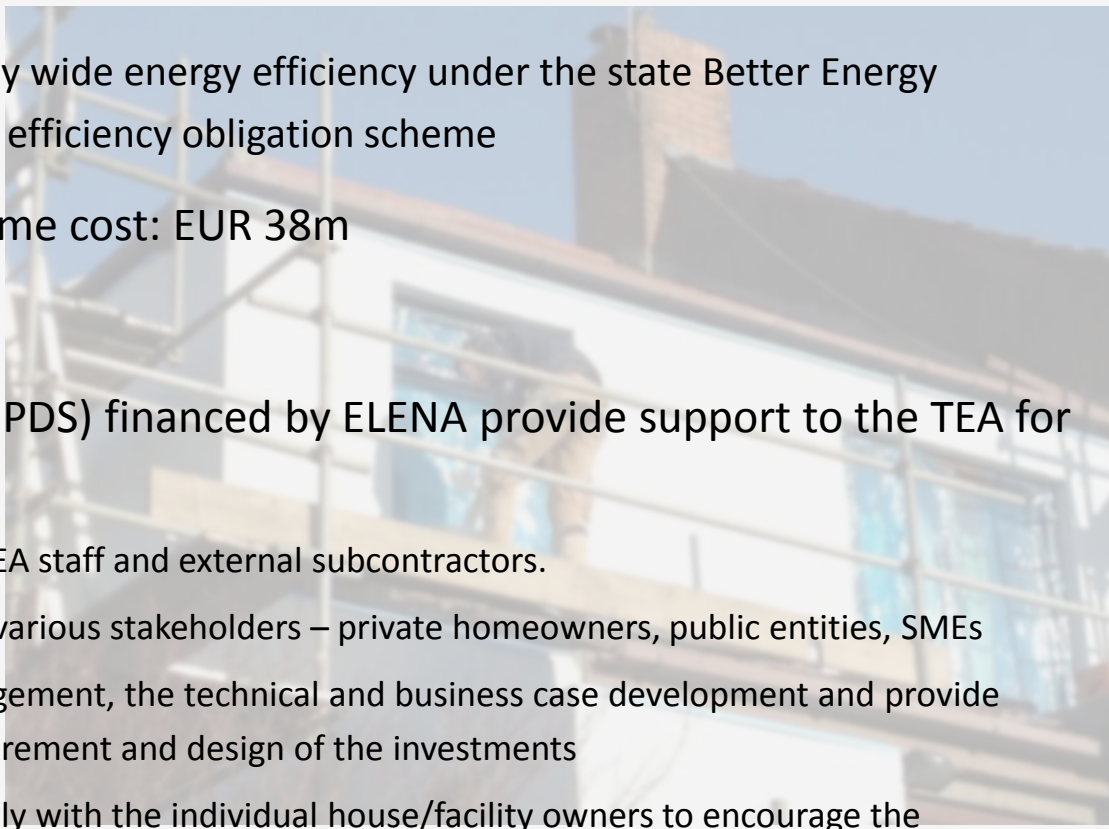 y wide energy efficiency under the state Better Energy
efficiency obligation scheme
me cost: EUR 38m
PDS) financed by ELENA provide support to the TEA for
EA staff and external subcontractors.
various stakeholders – private homeowners, public entities, SMEs
gement, the technical and business case development and provide
rement and design of the investments
ly with the individual house/facility owners to encourage the